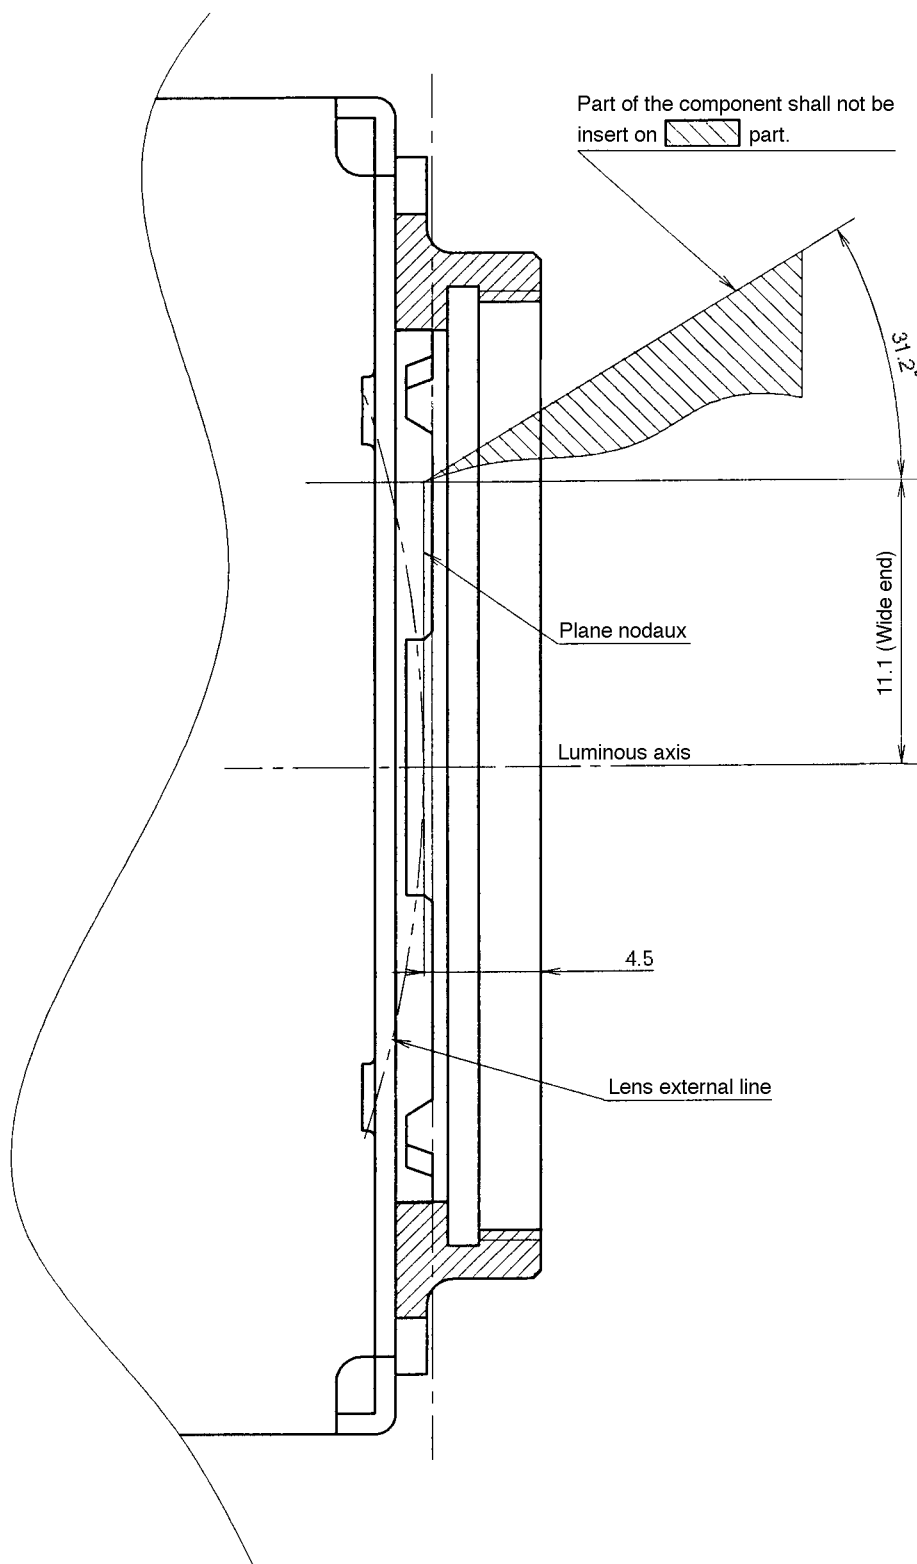 Part of the component shall not be
insert on part.
31.2°
11.1 (Wide end)
Plane nodaux
Luminous axis
4.5
Lens external line